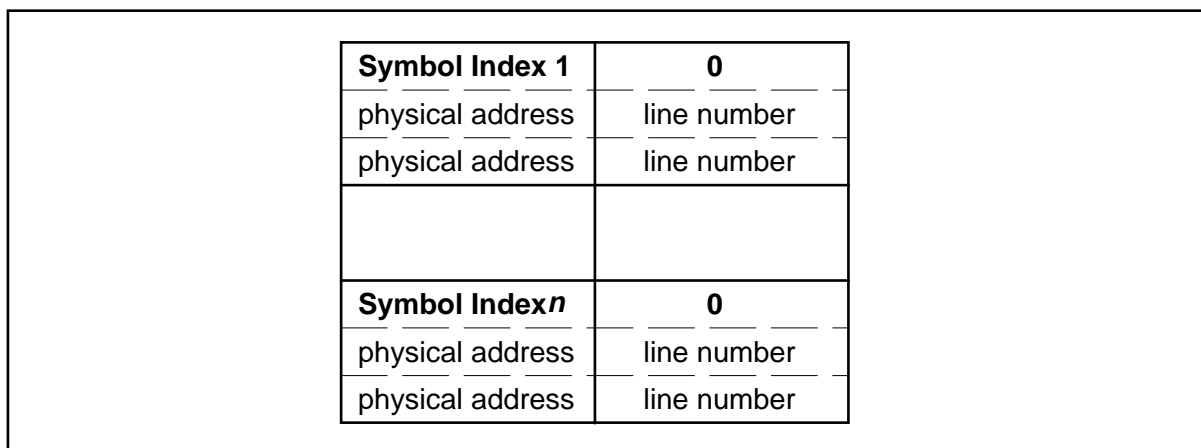 Symbol Index 1 0
physical address line number
physical address line number
Symbol Index n 0
physical address line number
physical address line number